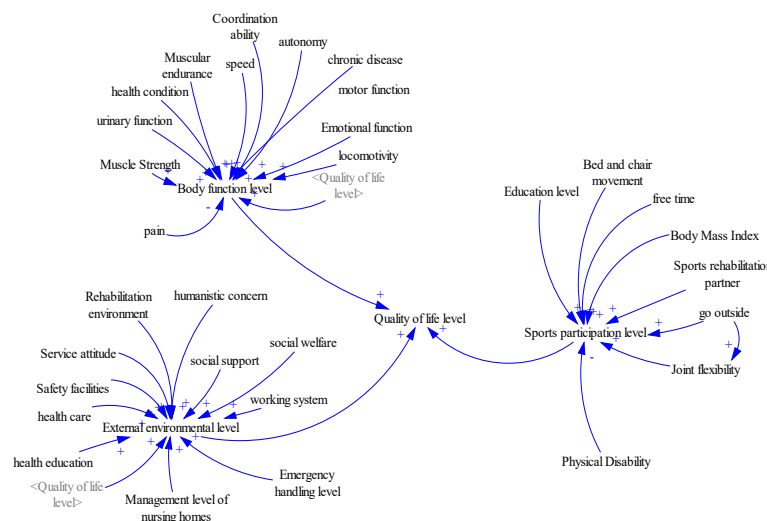 Coordination
ability
autonomy
Muscular
endurance
speed
chronic disease
health condition
motor function
urinary function
Emotional function
Muscle Strength
locomotivity
Body function level
<Quality of life
level>
pain
Bed and chair
movement
Education level
free time
Body Mass Index
Sports rehabilitation
partner
go outside
Sports participation level
Joint flexibility
Physical Disability
Quality of life level
Rehabilitation
environment
humanistic concern
Service attitude
social support
social welfare
Safety facilities
working system
health care
External environmental level
health education
<Quality of life
level>
Management level of
nursing homes
Emergency
handling level